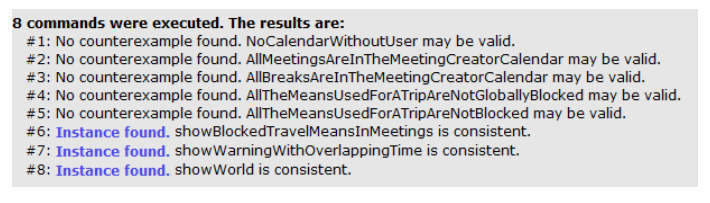 8 commands were executed. The results are:
#1: No counterexample found. NoCalendarWithoutUser may be valid.
#2: No counterexample found. AllMeetingsAreInTheMeetingCreatorCalendar may be valid.
#3: No counterexample found. AllBreaksAreInTheMeetingCreatorCalendar may be valid.
#4: No counterexample found. AllTheMeansUsedForATripAreNotGloballyBlocked may be valid.
#5: No counterexample found. AllTheMeansUsedForATripAreNotBlocked may be valid.
#6: Instance found. showBlockedTravelMeansInMeetings is consistent.
#7: Instance found. showWarningWithOverlappingTime is consistent.
#8: Instance found. showWorld is consistent.